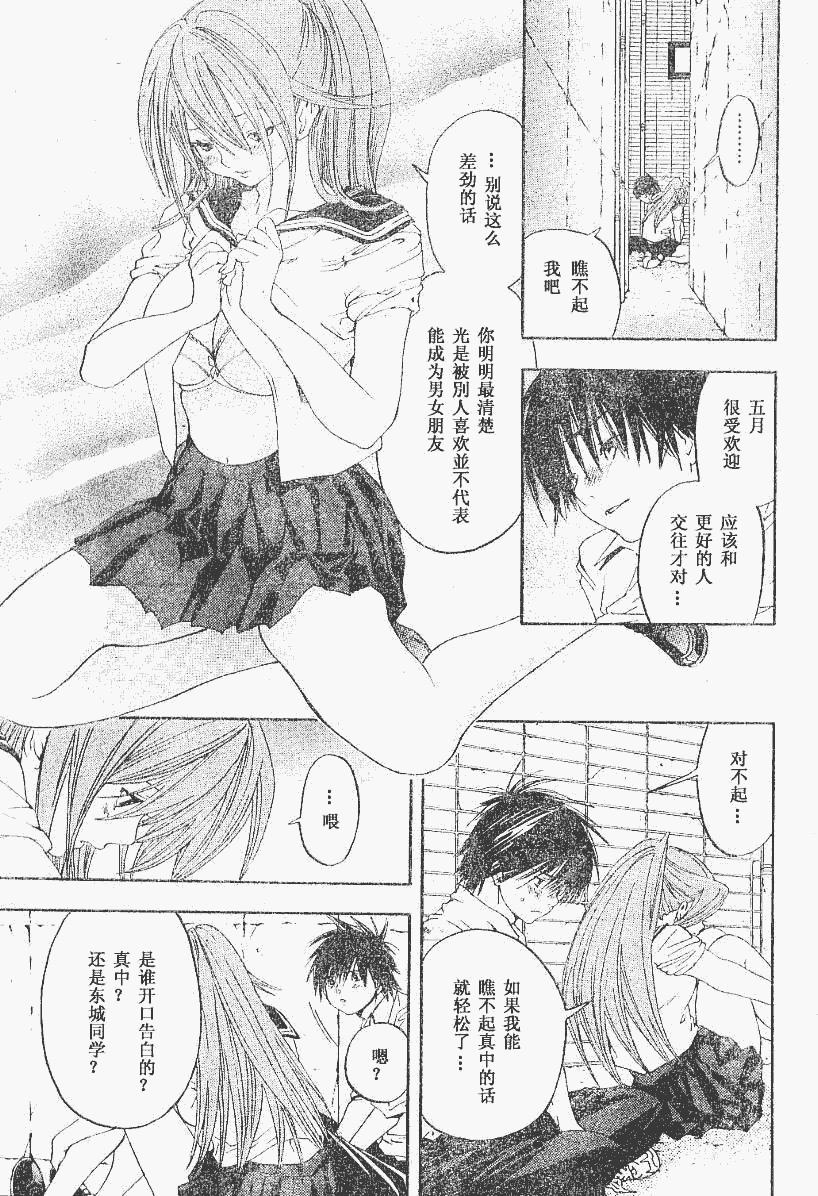 ………
瞧不起
我吧
五月
很受欢迎
应该和
更好的人
交往才对…
…别说这么
差劲的话
你明明最清楚
光是被別人喜欢並不代表
能成为男女朋友
对不起…
如果我能
瞧不起真中的话
就轻松了…
…喂
嗯?
是谁开口告白的?
真中?
还是东城同学?